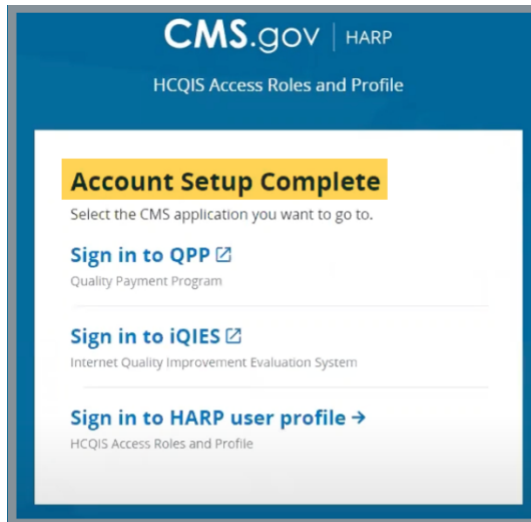 CMS.gov | HARP
HCQIS Access Roles and Profile
Account Setup Complete
Select the CMS application you want to go to.
Sign in to QPP
Quality Payment Program
Sign in to iQIES
Internet Quality Improvement Evaluation System
Sign in to HARP user profile →
HCQIS Access Roles and Profile